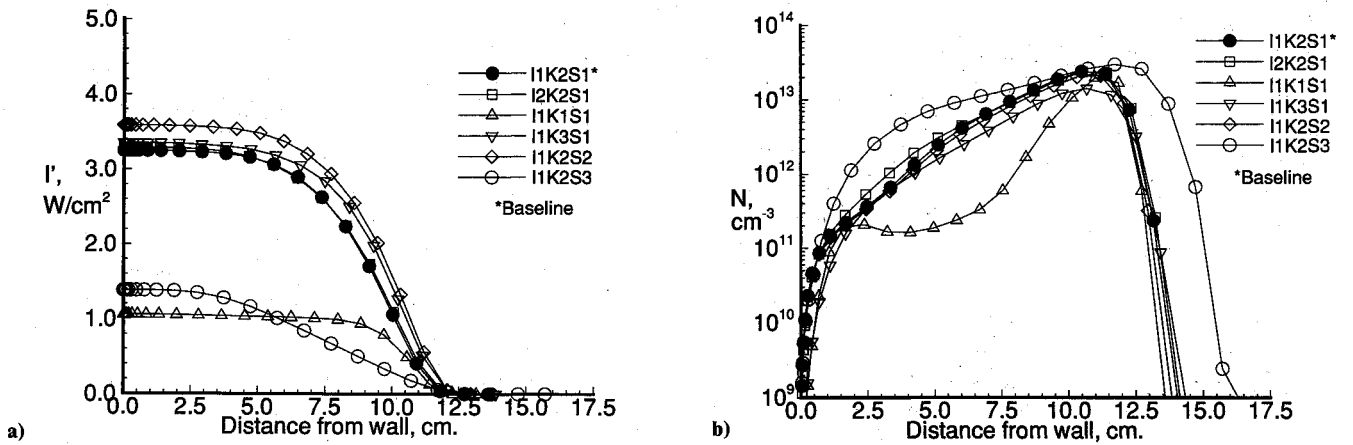 5.0
4.0
3.0
2.0
1.0
0.0
I',
W/cm²
0.0 2.5 5.0 7.5 10.0 12.5 15.0 17.5
Distance from wall, cm.
I1K2S1*
I2K2S1
I1K1S1
I1K3S1
I1K2S2
I1K2S3
*Baseline
a)
10¹⁴
10¹³
10¹²
10¹¹
10¹⁰
10⁹
N,
cm⁻³
0.0 2.5 5.0 7.5 10.0 12.5 15.0 17.5
Distance from wall, cm.
I1K2S1*
I2K2S1
I1K1S1
I1K3S1
I1K2S2
I1K2S3
*Baseline
b)